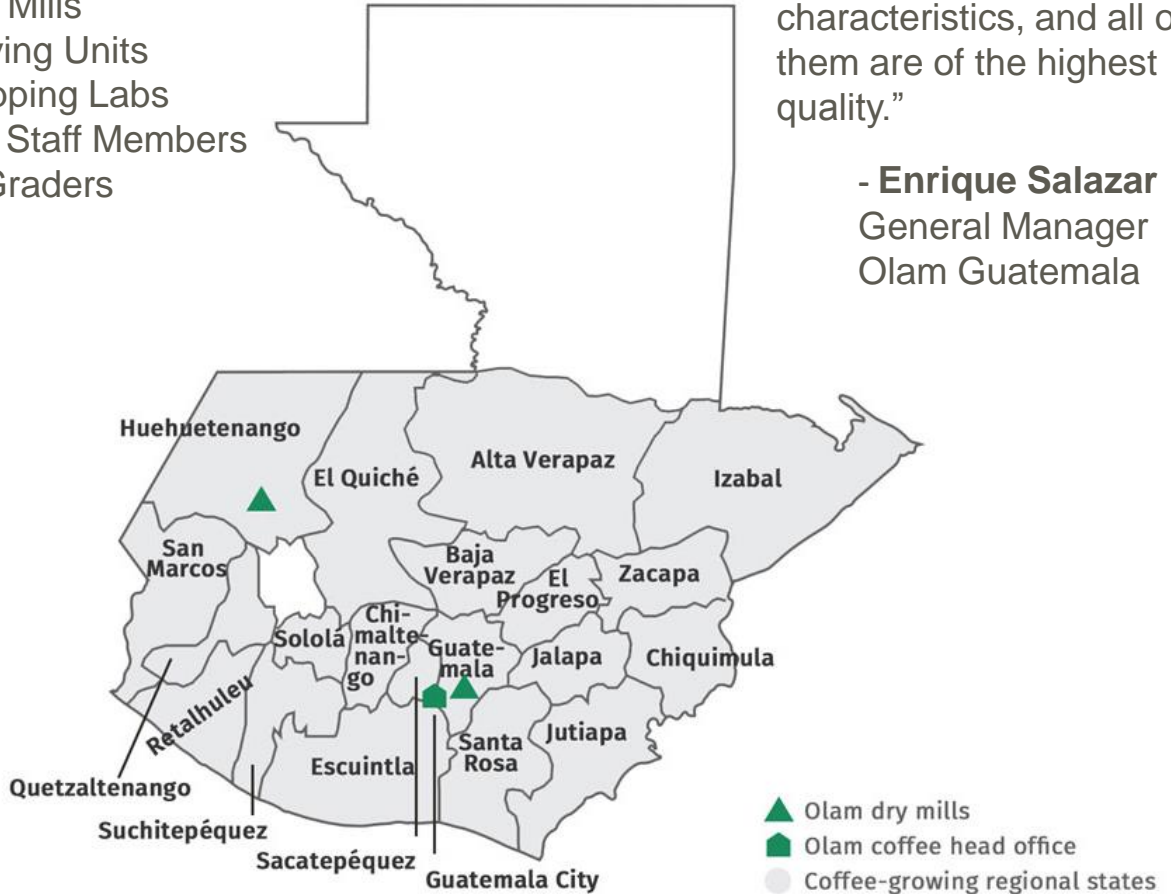 Mills
Units
Labs
Staff Members
Graders
characteristics, and all
them are of the highest
quality.”
- Enrique Salazar
General Manager
Olam Guatemala
Huehuetenango
El Quiché
Alta Verapaz
Izabal
San
Marcos
Baja
Verapaz
El
Progreso
Zacapa
Sololá
Chi-
malte-
nan-
go
Guate-
mala
Jalapa
Chiquimula
Retalhuleu
Escuintla
Santa
Rosa
Jutiapa
Quetzaltenango
Suchitepéquez
Sacatepéquez
Guatemala City
Olam dry mills
Olam coffee head office
Coffee-growing regional states